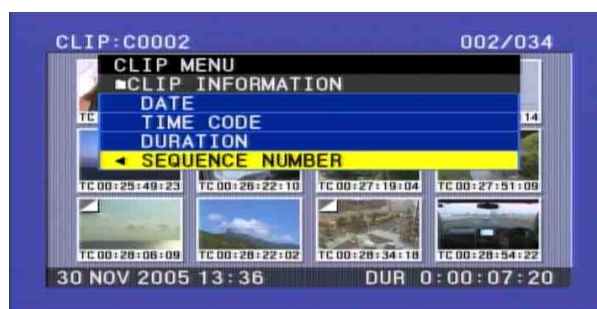 CLIP:C0002 002/034
CLIP MENU
CLIP INFORMATION
DATE
TC 14
TIME CODE
DURATION
◄ SEQUENCE NUMBER
TC 00:25:49:23 TC 00:26:22:10 TC 00:27:19:04 TC 00:27:51:09
TC 00:28:06:09 TC 00:28:22:02 TC 00:28:34:18 TC 00:28:54:22
30 NOV 2005 13:36 DUR 0:00:07:20